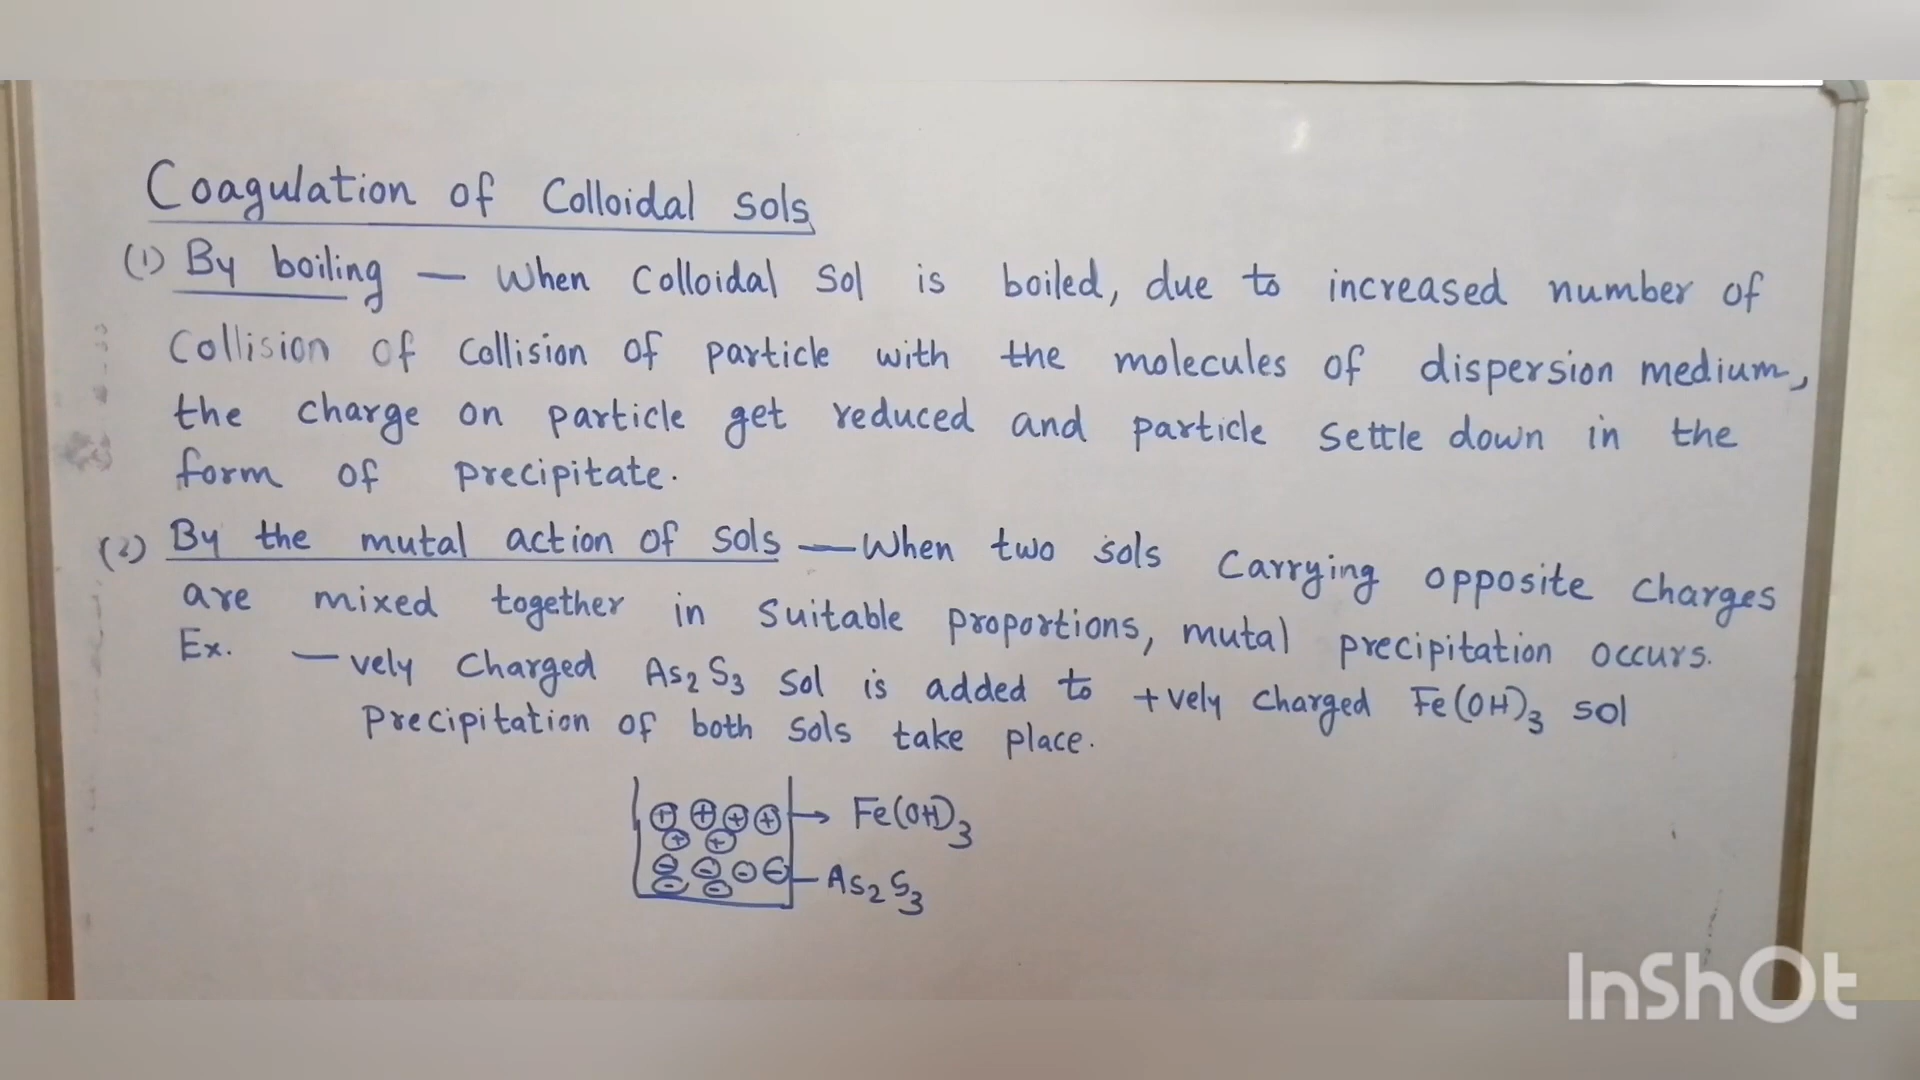 Coagulation of Colloidal sols
(1) By boiling — When Colloidal Sol is boiled, due to increased number of
Collision of collision of particle with the molecules of dispersion medium,
the charge on particle get reduced and particle settle down in the
form of precipitate.
(2) By the mutal action of sols — When two sols Carrying opposite charges
are mixed together in suitable proportions, mutal precipitation occurs.
Ex. —vely Charged As₂S₃ sol is added to +vely charged Fe(OH)₃ sol
Precipitation of both sols take place.
+ + + + → Fe(OH)₃
+ +
- - - - — As₂S₃
- -
InShOt